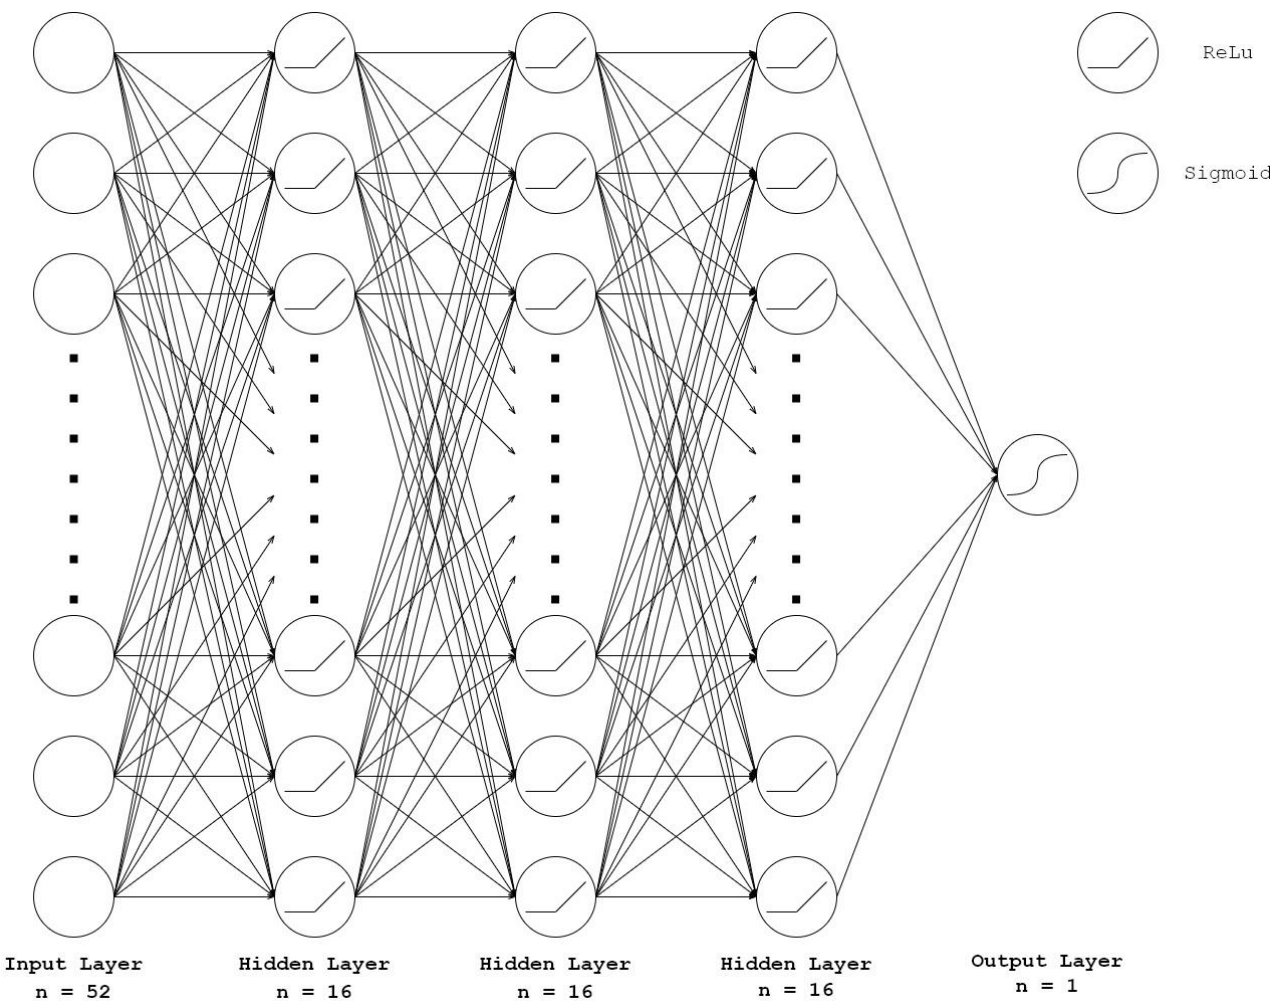 ReLu
Sigmoid
Input Layer
n = 52
Hidden Layer
n = 16
Hidden Layer
n = 16
Hidden Layer
n = 16
Output Layer
n = 1